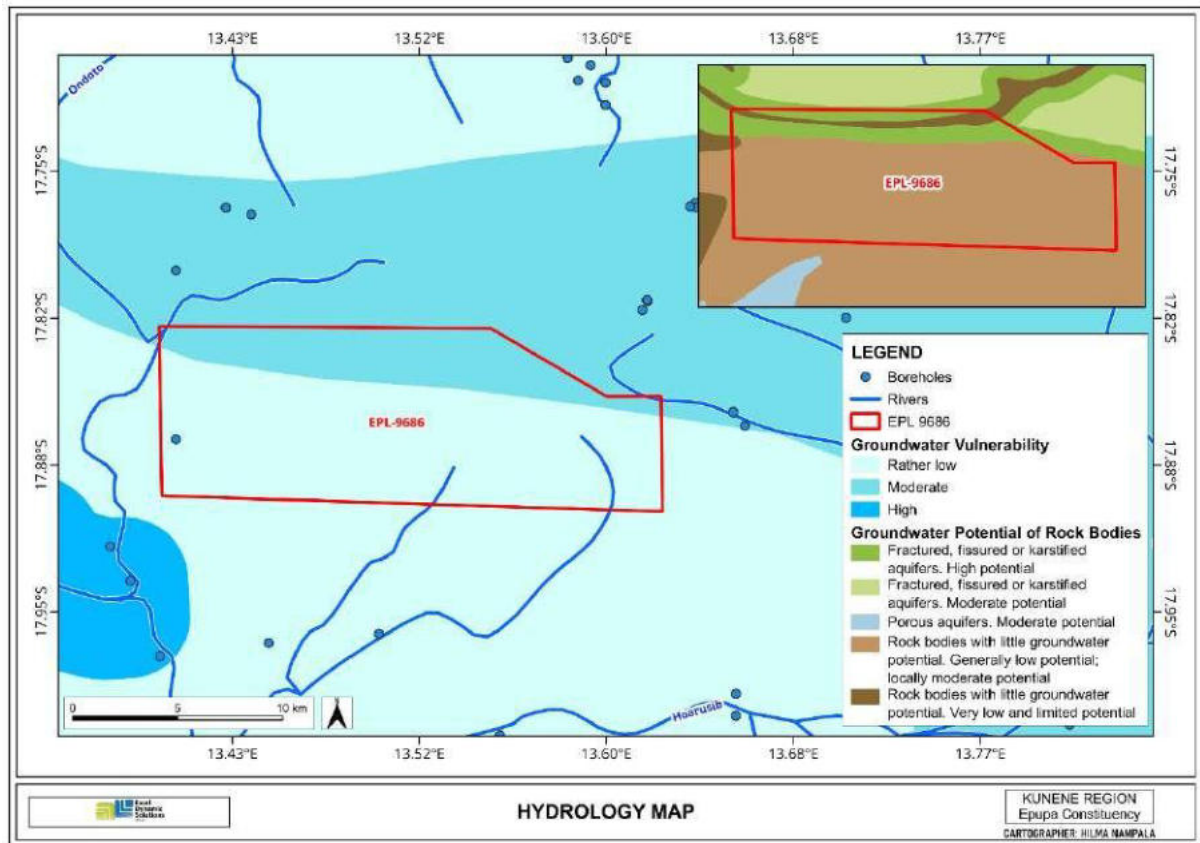 13.43°E 13.52°E 13.60°E 13.68°E 13.77°E
Ondoto
17.75°S
17.75°S
EPL-9686
17.82°S
17.82°S
LEGEND
Boreholes
Rivers
EPL 9686
Groundwater Vulnerability
Rather low
Moderate
High
Groundwater Potential of Rock Bodies
Fractured, fissured or karstified
aquifers. High potential
Fractured, fissured or karstified
aquifers. Moderate potential
Porous aquifers. Moderate potential
Rock bodies with little groundwater
potential. Generally low potential;
locally moderate potential
Rock bodies with little groundwater
potential. Very low and limited potential
EPL-9686
17.88°S
17.88°S
17.95°S
17.95°S
0 5 10 km
Hoarusib
13.43°E 13.52°E 13.60°E 13.68°E 13.77°E
Excel
Dynamic
Solutions
HYDROLOGY MAP
KUNENE REGION
Epupa Constituency
CARTOGRAPHER: HILMA NAMPALA